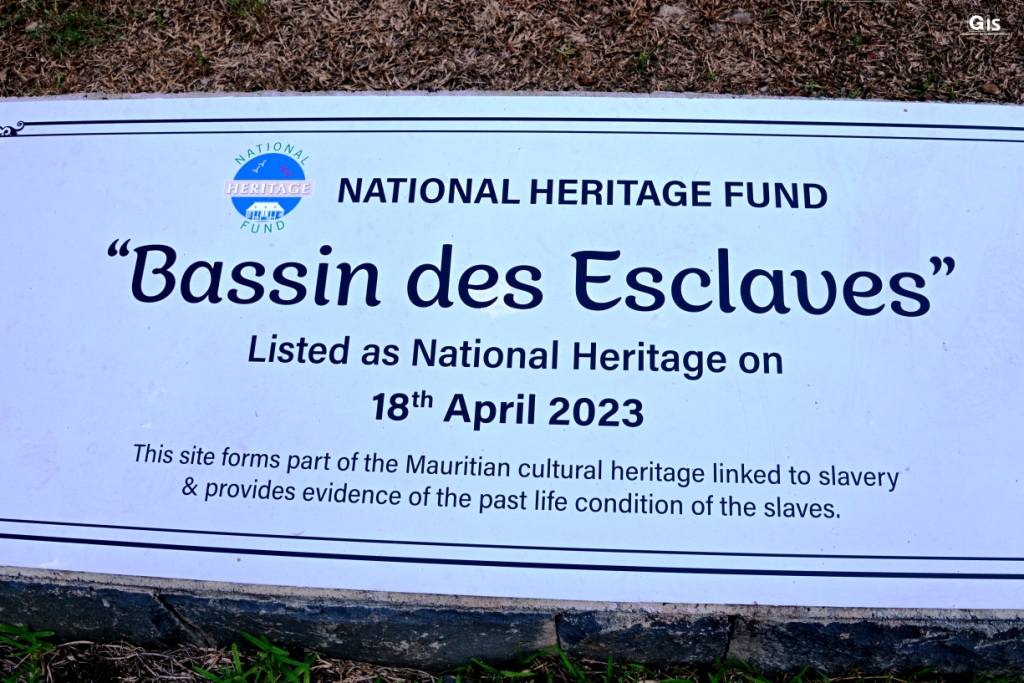 GIS
NATIONAL
HERITAGE
FUND
NATIONAL HERITAGE FUND
“Bassin des Esclaves”
Listed as National Heritage on
18th April 2023
This site forms part of the Mauritian cultural heritage linked to slavery
& provides evidence of the past life condition of the slaves.